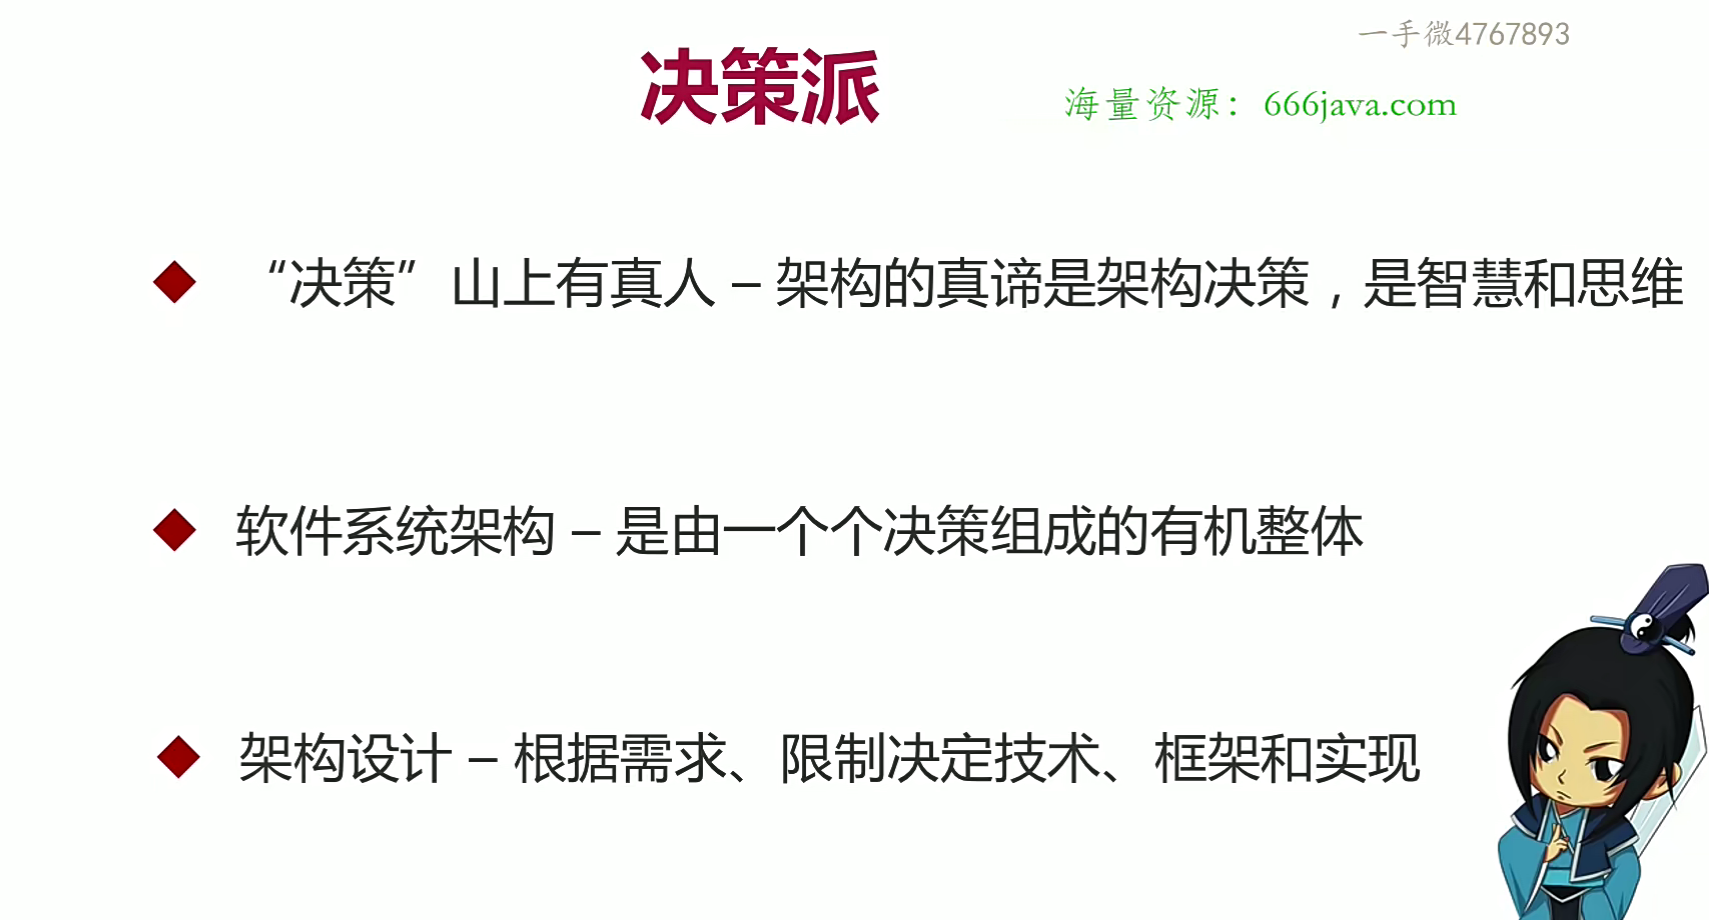 一手微4767893
决策派
海量资源：666java.com
“决策”山上有真人 – 架构的真谛是架构决策，是智慧和思维
软件系统架构 – 是由一个个决策组成的有机整体
架构设计 – 根据需求、限制决定技术、框架和实现